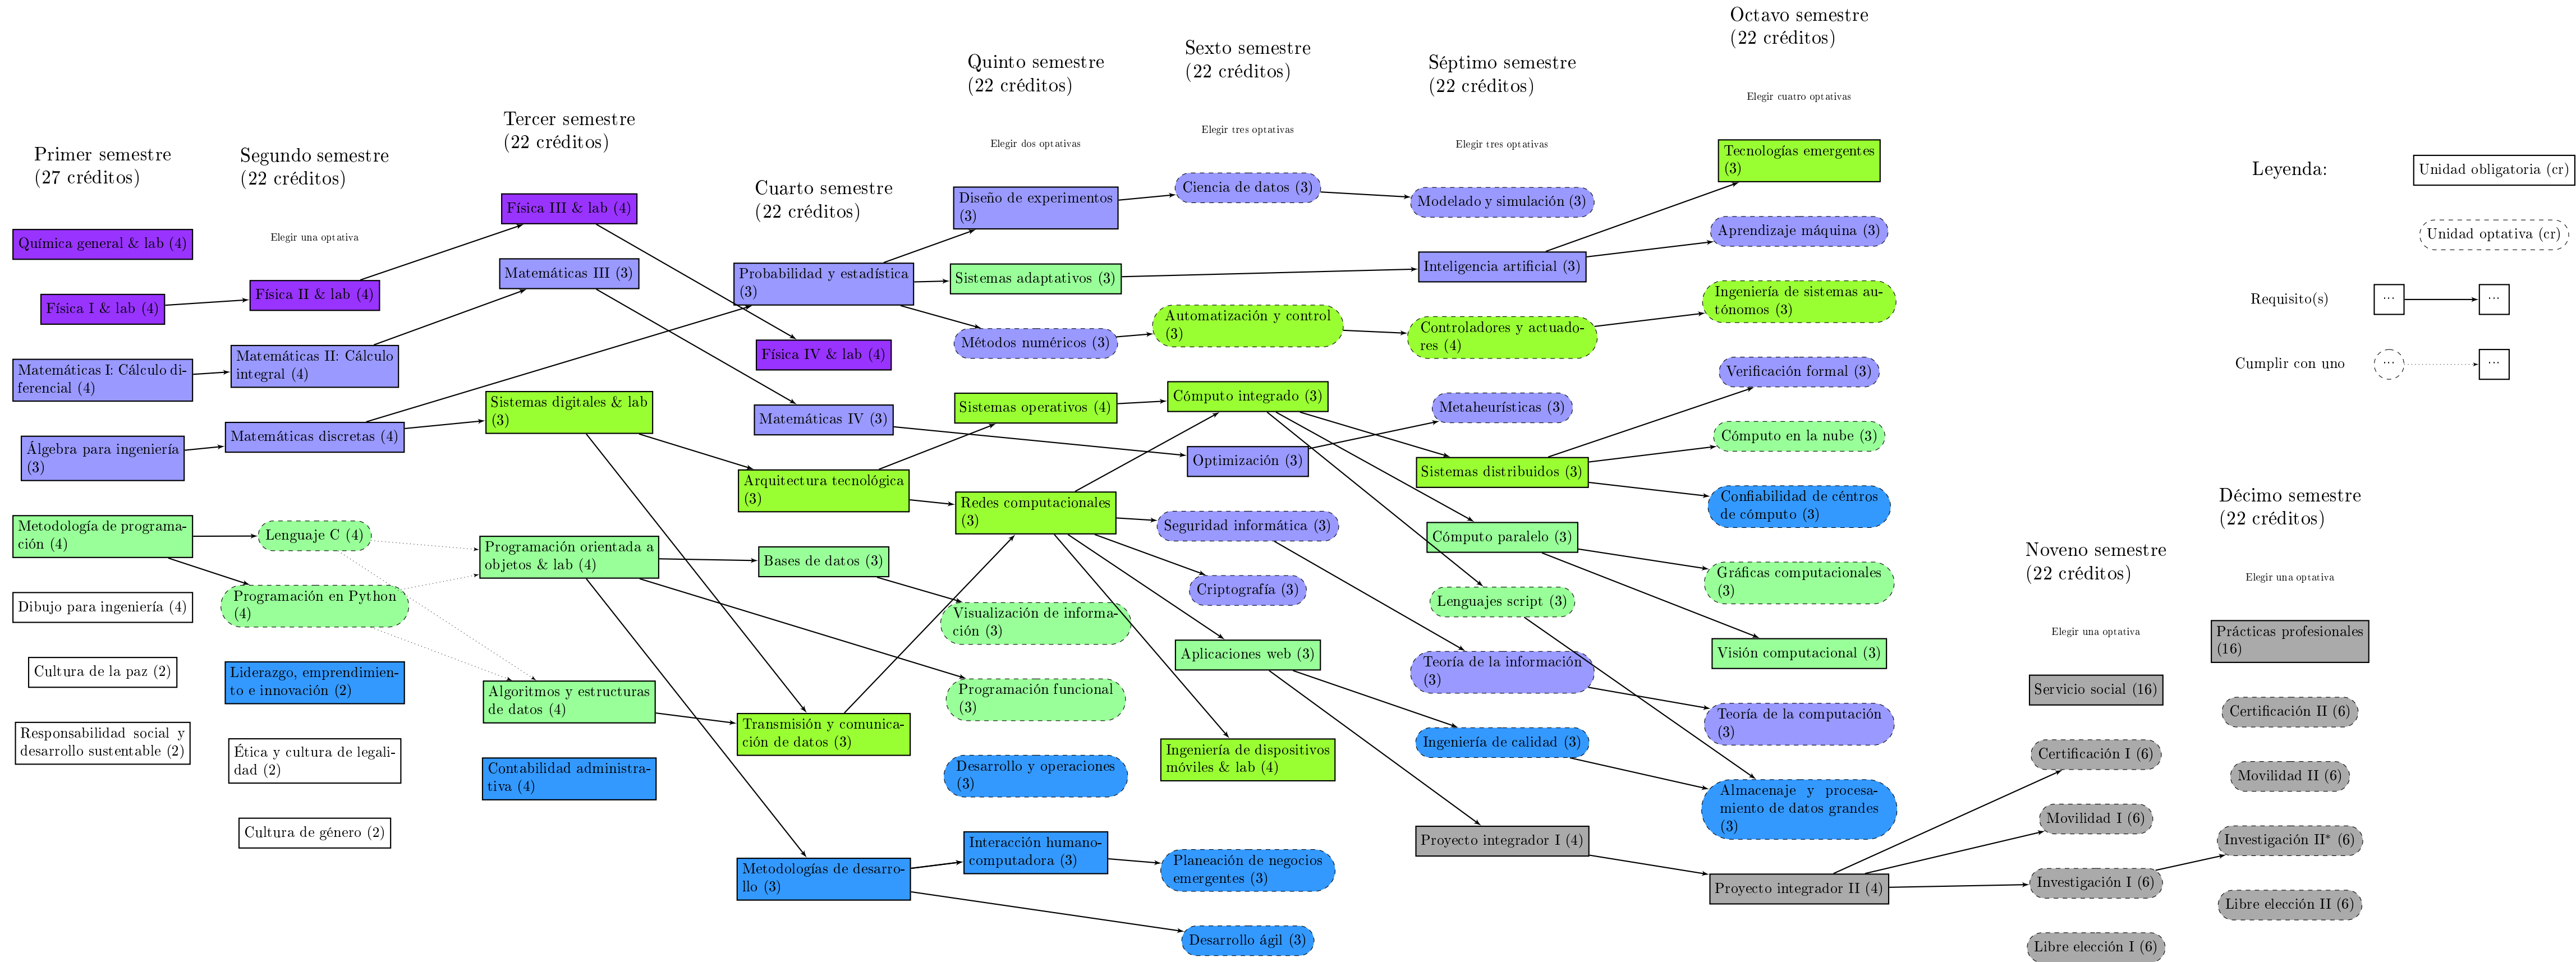 Primer semestre
(27 créditos)
Química general & lab (4)
Física I & lab (4)
Matemáticas I: Cálculo di-
ferencial (4)
Álgebra para ingeniería
(3)
Metodología de programa-
ción (4)
Dibujo para ingeniería (4)
Cultura de la paz (2)
Responsabilidad social y
desarrollo sustentable (2)
Segundo semestre
(22 créditos)
Elegir una optativa
Física II & lab (4)
Matemáticas II: Cálculo
integral (4)
Matemáticas discretas (4)
Lenguaje C (4)
Programación en Python
(4)
Liderazgo, emprendimien-
to e innovación (2)
Ética y cultura de legali-
dad (2)
Cultura de género (2)
Tercer semestre
(22 créditos)
Física III & lab (4)
Matemáticas III (3)
Sistemas digitales & lab
(3)
Programación orientada a
objetos & lab (4)
Algoritmos y estructuras
de datos (4)
Contabilidad administra-
tiva (4)
Cuarto semestre
(22 créditos)
Probabilidad y estadística
(3)
Física IV & lab (4)
Matemáticas IV (3)
Arquitectura tecnológica
(3)
Bases de datos (3)
Transmisión y comunica-
ción de datos (3)
Metodologías de desarro-
llo (3)
Quinto semestre
(22 créditos)
Elegir dos optativas
Diseño de experimentos
(3)
Sistemas adaptativos (3)
Métodos numéricos (3)
Sistemas operativos (4)
Redes computacionales
(3)
Visualización de informa-
ción (3)
Programación funcional
(3)
Desarrollo y operaciones
(3)
Interacción humano-
computadora (3)
Sexto semestre
(22 créditos)
Elegir tres optativas
Ciencia de datos (3)
Automatización y control
(3)
Cómputo integrado (3)
Optimización (3)
Seguridad informática (3)
Criptografía (3)
Aplicaciones web (3)
Ingeniería de dispositivos
móviles & lab (4)
Planeación de negocios
emergentes (3)
Desarrollo ágil (3)
Séptimo semestre
(22 créditos)
Elegir tres optativas
Modelado y simulación (3)
Inteligencia artificial (3)
Controladores y actuado-
res (4)
Metaheurísticas (3)
Sistemas distribuidos (3)
Cómputo paralelo (3)
Lenguajes script (3)
Teoría de la información
(3)
Ingeniería de calidad (3)
Proyecto integrador I (4)
Octavo semestre
(22 créditos)
Elegir cuatro optativas
Tecnologías emergentes
(3)
Aprendizaje máquina (3)
Ingeniería de sistemas au-
tónomos (3)
Verificación formal (3)
Cómputo en la nube (3)
Confiabilidad de céntros
de cómputo (3)
Gráficas computacionales
(3)
Visión computacional (3)
Teoría de la computación
(3)
Almacenaje y procesa-
miento de datos grandes
(3)
Proyecto integrador II (4)
Noveno semestre
(22 créditos)
Elegir una optativa
Servicio social (16)
Certificación I (6)
Movilidad I (6)
Investigación I (6)
Libre elección I (6)
Décimo semestre
(22 créditos)
Elegir una optativa
Prácticas profesionales
(16)
Certificación II (6)
Movilidad II (6)
Investigación II* (6)
Libre elección II (6)
Leyenda:
Unidad obligatoria (cr)
Unidad optativa (cr)
Requisito(s)
... ...
Cumplir con uno
... ...